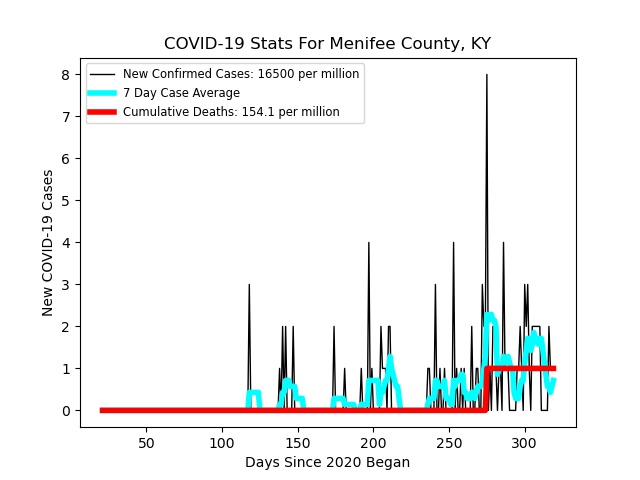 COVID-19 Stats For Menifee County, KY
New Confirmed Cases: 16500 per million
7 Day Case Average
Cumulative Deaths: 154.1 per million
New COVID-19 Cases
8
7
6
5
4
3
2
1
0
50
100
150
200
250
300
Days Since 2020 Began